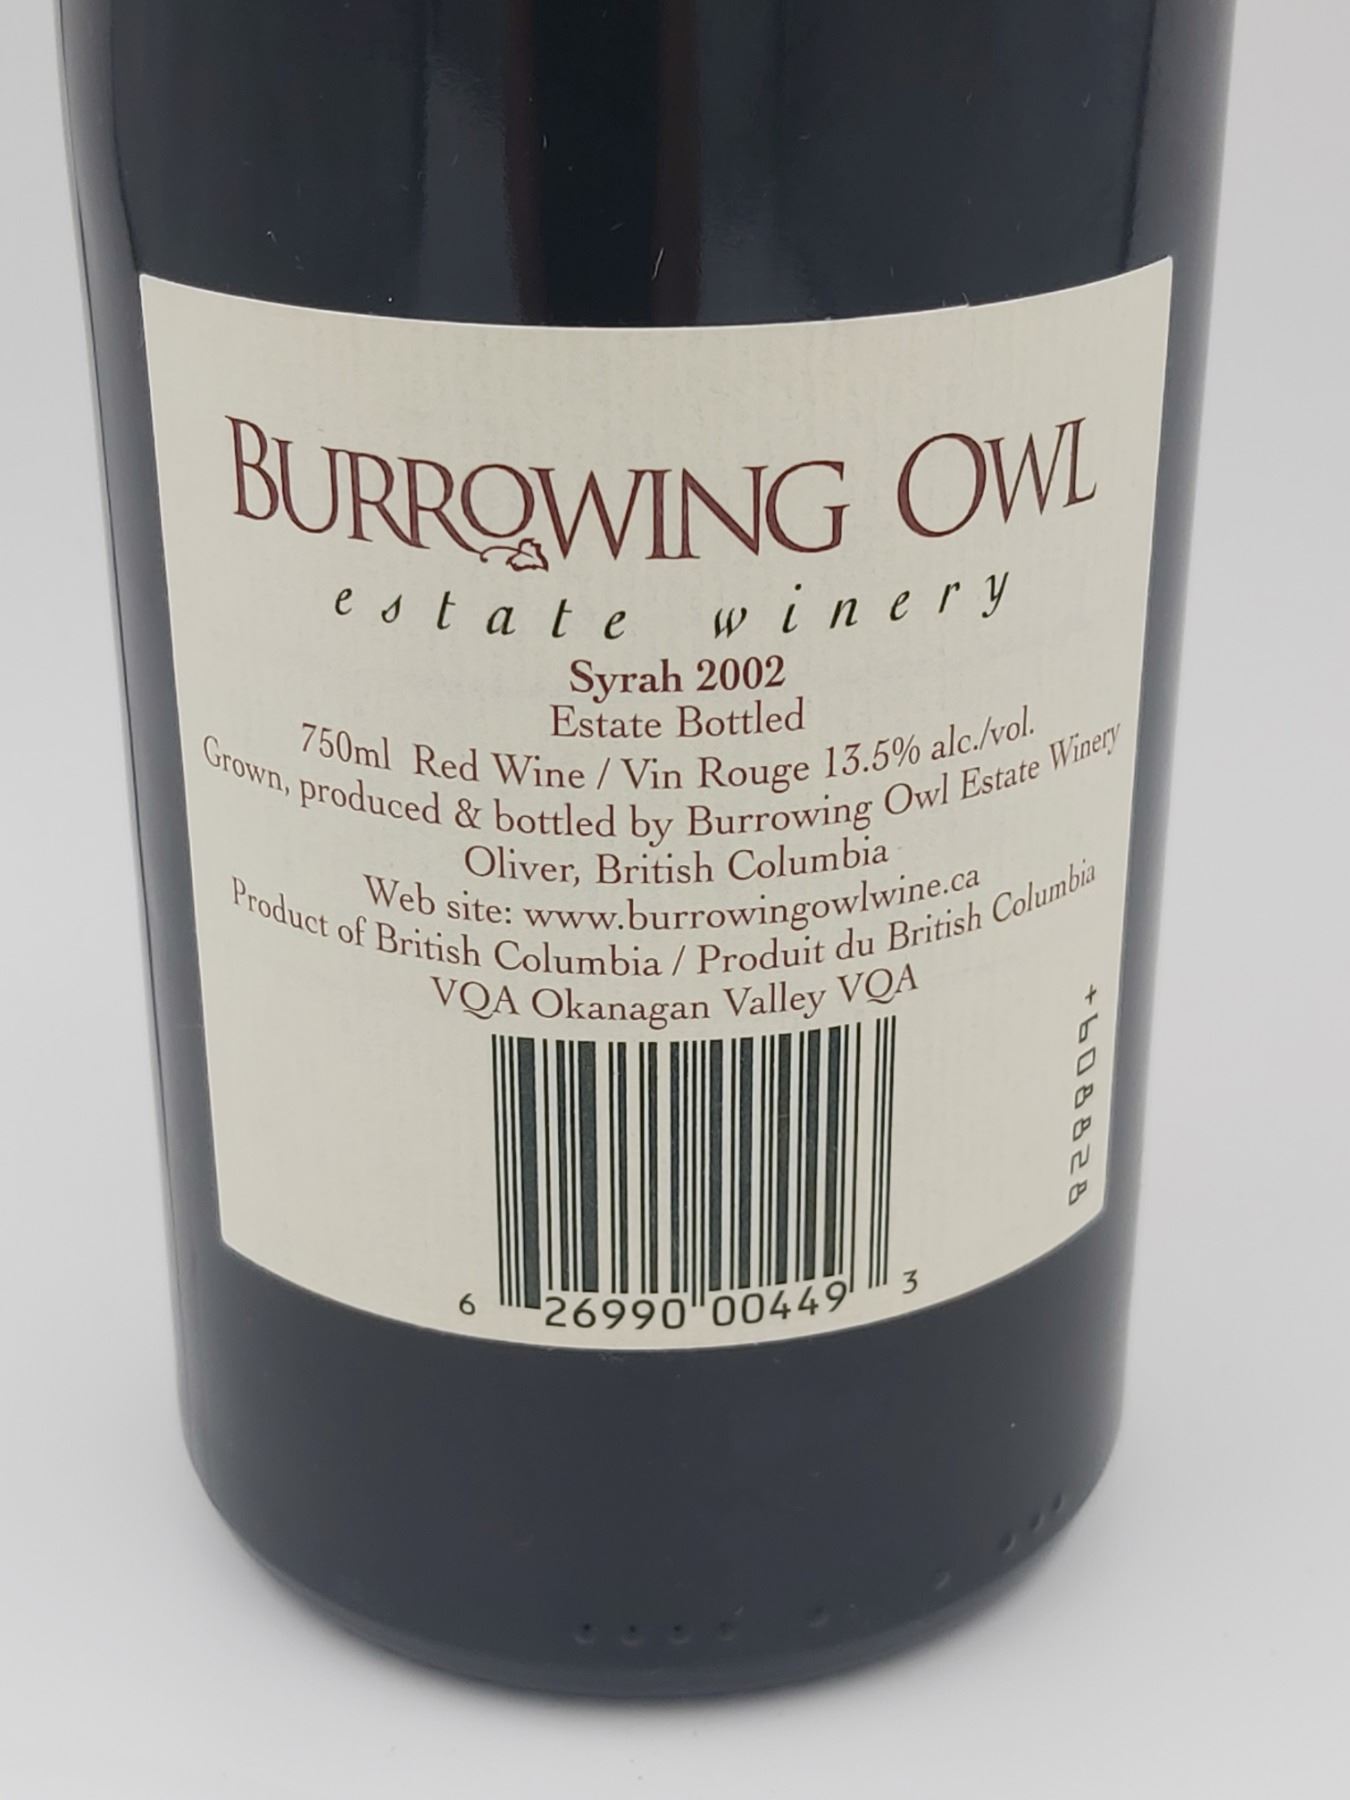 BURROWING OWL
estate winery
Syrah 2002
Estate Bottled
750ml Red Wine / Vin Rouge 13.5% alc./vol.
Grown, produced & bottled by Burrowing Owl Estate Winery
Oliver, British Columbia
Web site: www.burrowingowlwine.ca
Product of British Columbia / Produit du British Columbia
VQA Okanagan Valley VQA
+608828
6 26990 00449 3